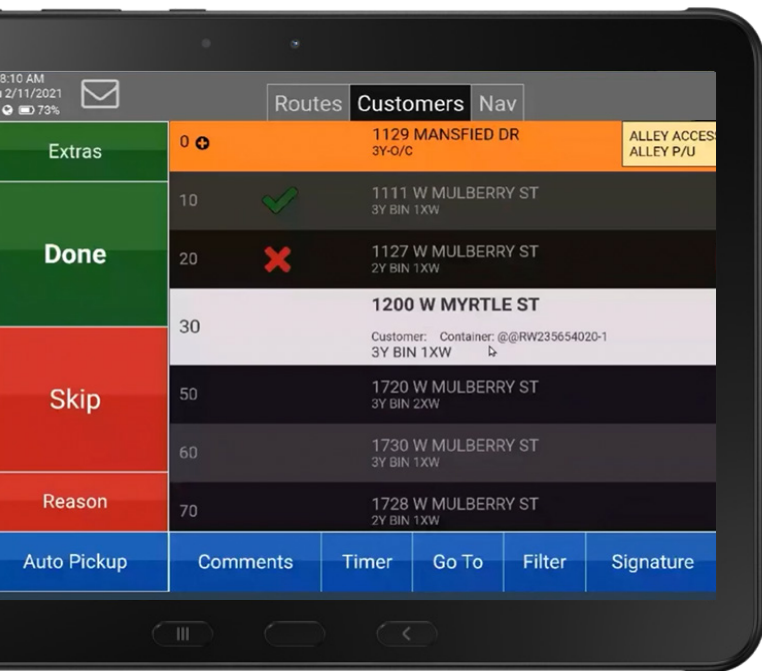 8:10 AM
2/11/2021
73%
Routes Customers Nav
Extras
Done
Skip
Reason
Auto Pickup
0 1129 MANSFIED DR
3Y-O/C
ALLEY ACCES
ALLEY P/U
10 1111 W MULBERRY ST
3Y BIN 1XW
20 1127 W MULBERRY ST
2Y BIN 1XW
30 1200 W MYRTLE ST
Customer: Container: @@RW235654020-1
3Y BIN 1XW
50 1720 W MULBERRY ST
3Y BIN 2XW
60 1730 W MULBERRY ST
3Y BIN 1XW
70 1728 W MULBERRY ST
2Y BIN 1XW
Comments Timer Go To Filter Signature